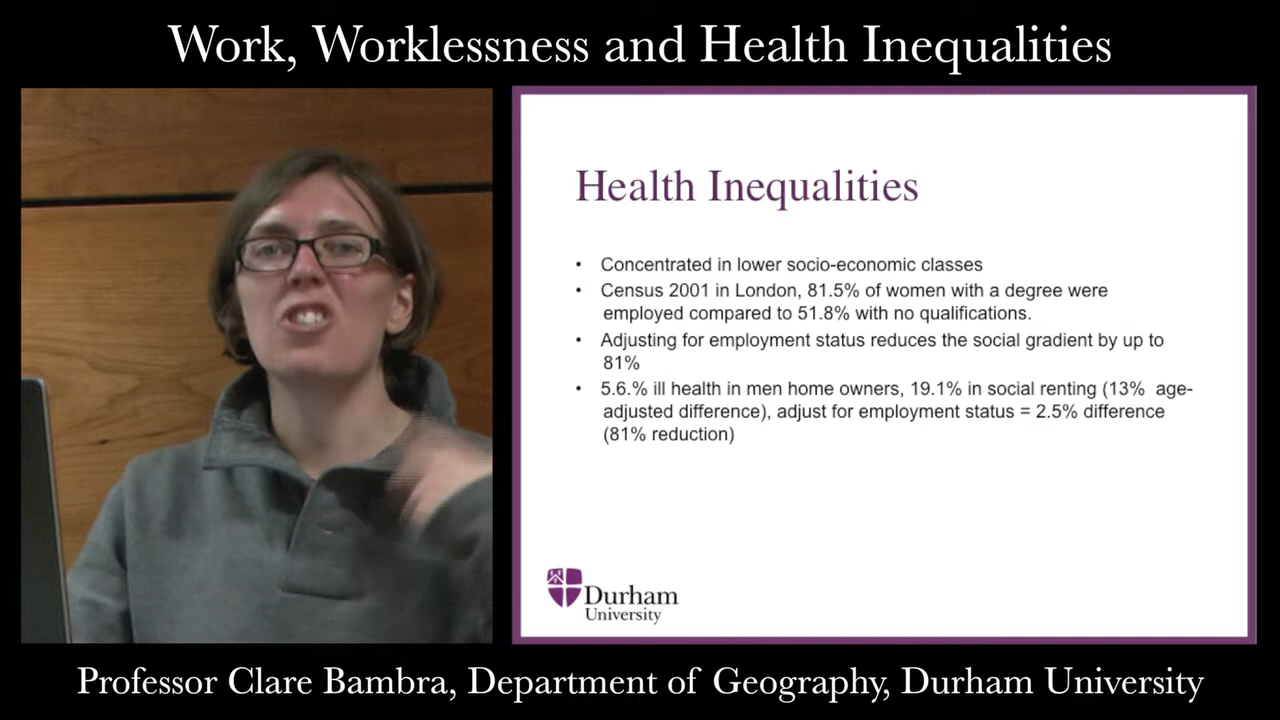 Work, Worklessness and Health Inequalities
Health Inequalities
• Concentrated in lower socio-economic classes
• Census 2001 in London, 81.5% of women with a degree were
employed compared to 51.8% with no qualifications.
• Adjusting for employment status reduces the social gradient by up to
81%
• 5.6.% ill health in men home owners, 19.1% in social renting (13% age-
adjusted difference), adjust for employment status = 2.5% difference
(81% reduction)
Durham
University
Professor Clare Bambra, Department of Geography, Durham University